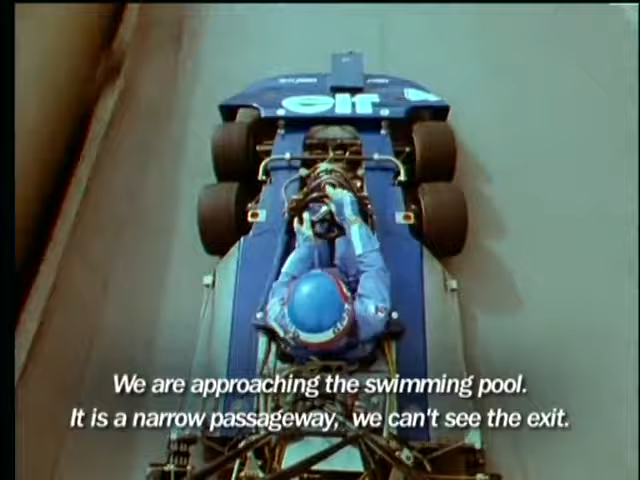 elf
We are approaching the swimming pool.
It is a narrow passageway, we can't see the exit.